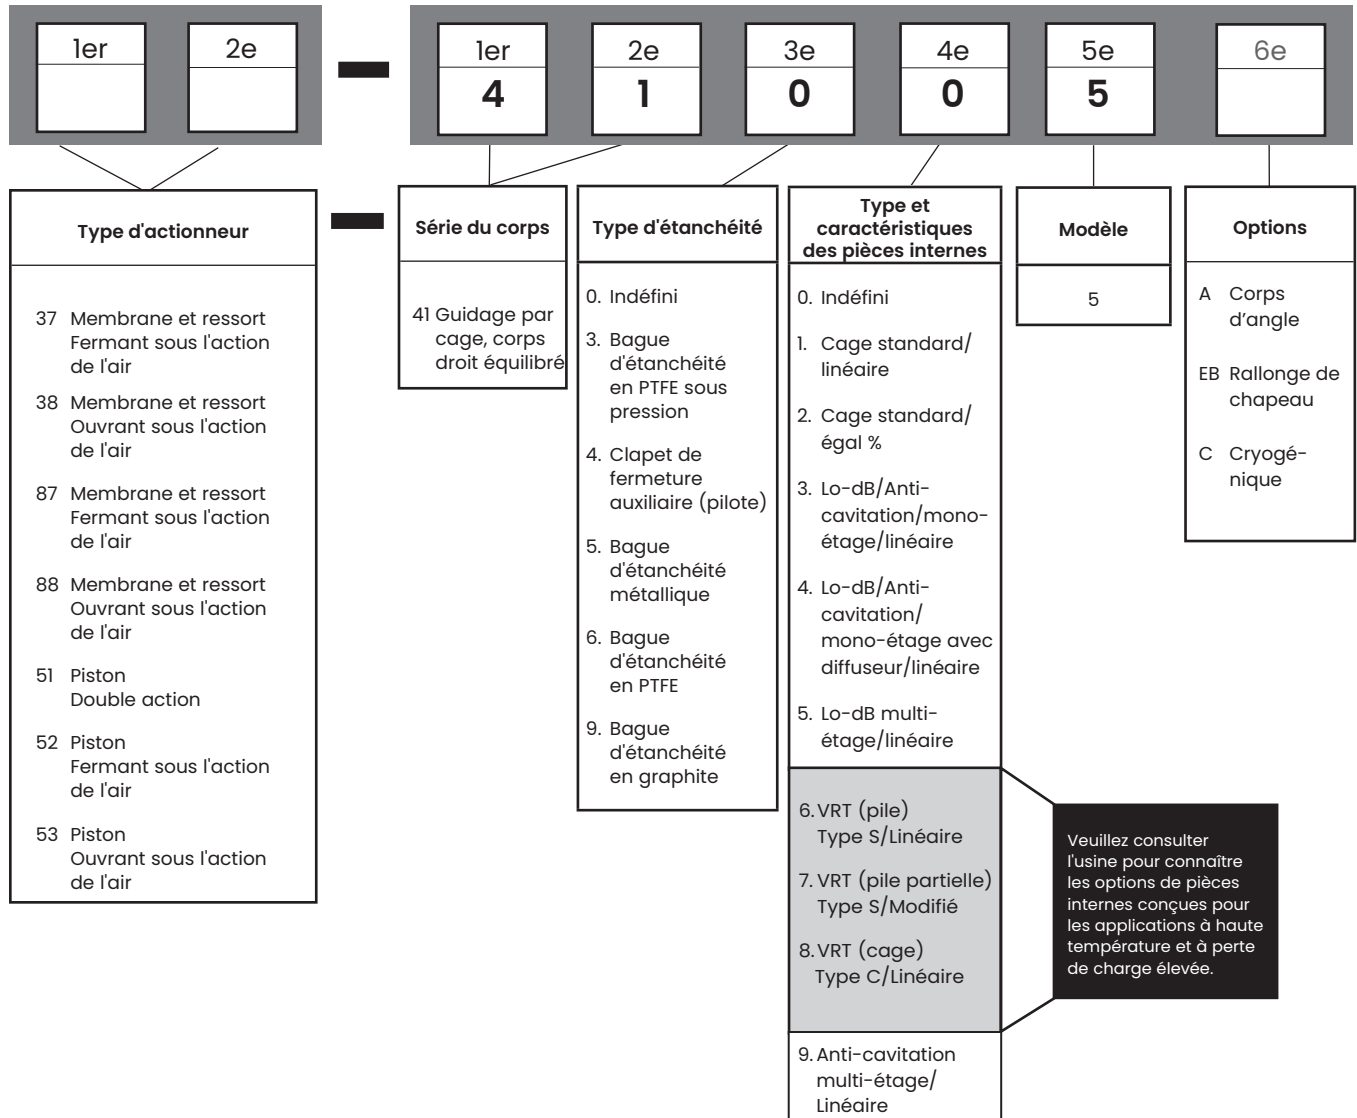 1er
2e
1er
2e
3e
4e
5e
6e
4
1
0
0
5
Type d'actionneur
37 Membrane et ressort
Fermant sous l'action
de l'air
38 Membrane et ressort
Ouvrant sous l'action
de l'air
87 Membrane et ressort
Fermant sous l'action
de l'air
88 Membrane et ressort
Ouvrant sous l'action
de l'air
51 Piston
Double action
52 Piston
Fermant sous l'action
de l'air
53 Piston
Ouvrant sous l'action
de l'air
Série du corps
41 Guidage par
cage, corps
droit équilibré
Type d'étanchéité
0. Indéfini
3. Bague
d'étanchéité
en PTFE sous
pression
4. Clapet de
fermeture
auxiliaire (pilote)
5. Bague
d'étanchéité
métallique
6. Bague
d'étanchéité
en PTFE
9. Bague
d'étanchéité
en graphite
Type et
caractéristiques
des pièces internes
0. Indéfini
1. Cage standard/
linéaire
2. Cage standard/
égal %
3. Lo-dB/Anti-
cavitation/mono-
étage/linéaire
4. Lo-dB/Anti-
cavitation/
mono-étage avec
diffuseur/linéaire
5. Lo-dB multi-
étage/linéaire
6. VRT (pile)
Type S/Linéaire
7. VRT (pile partielle)
Type S/Modifié
8. VRT (cage)
Type C/Linéaire
9. Anti-cavitation
multi-étage/
Linéaire
Modèle
5
Options
A Corps
d’angle
EB Rallonge de
chapeau
C Cryogé-
nique
Veuillez consulter
l'usine pour connaître
les options de pièces
internes conçues pour
les applications à haute
température et à perte
de charge élevée.